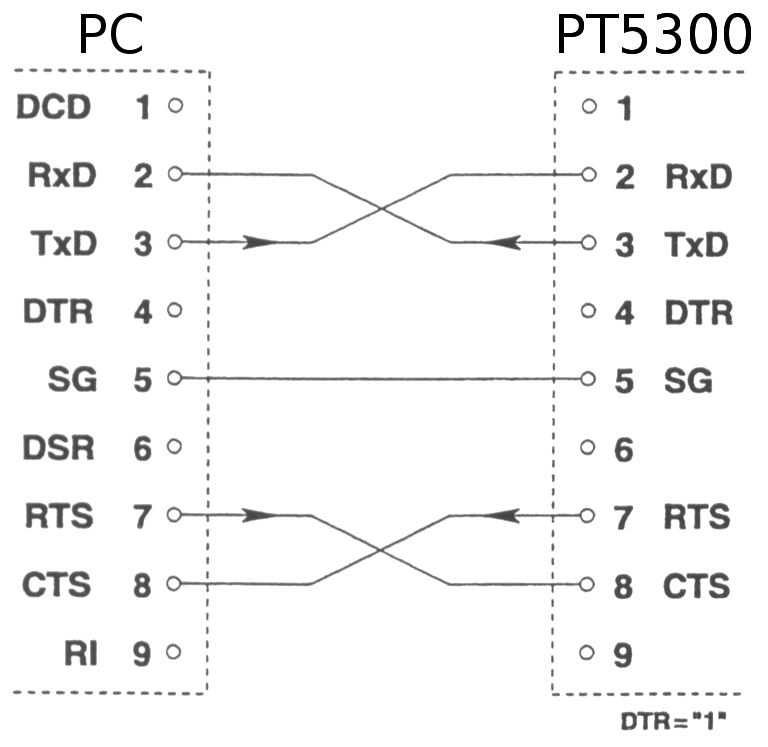 PC PT5300
DCD 1 1
RxD 2 2 RxD
TxD 3 3 TxD
DTR 4 4 DTR
SG 5 5 SG
DSR 6 6
RTS 7 7 RTS
CTS 8 8 CTS
RI 9 9
DTR="1"